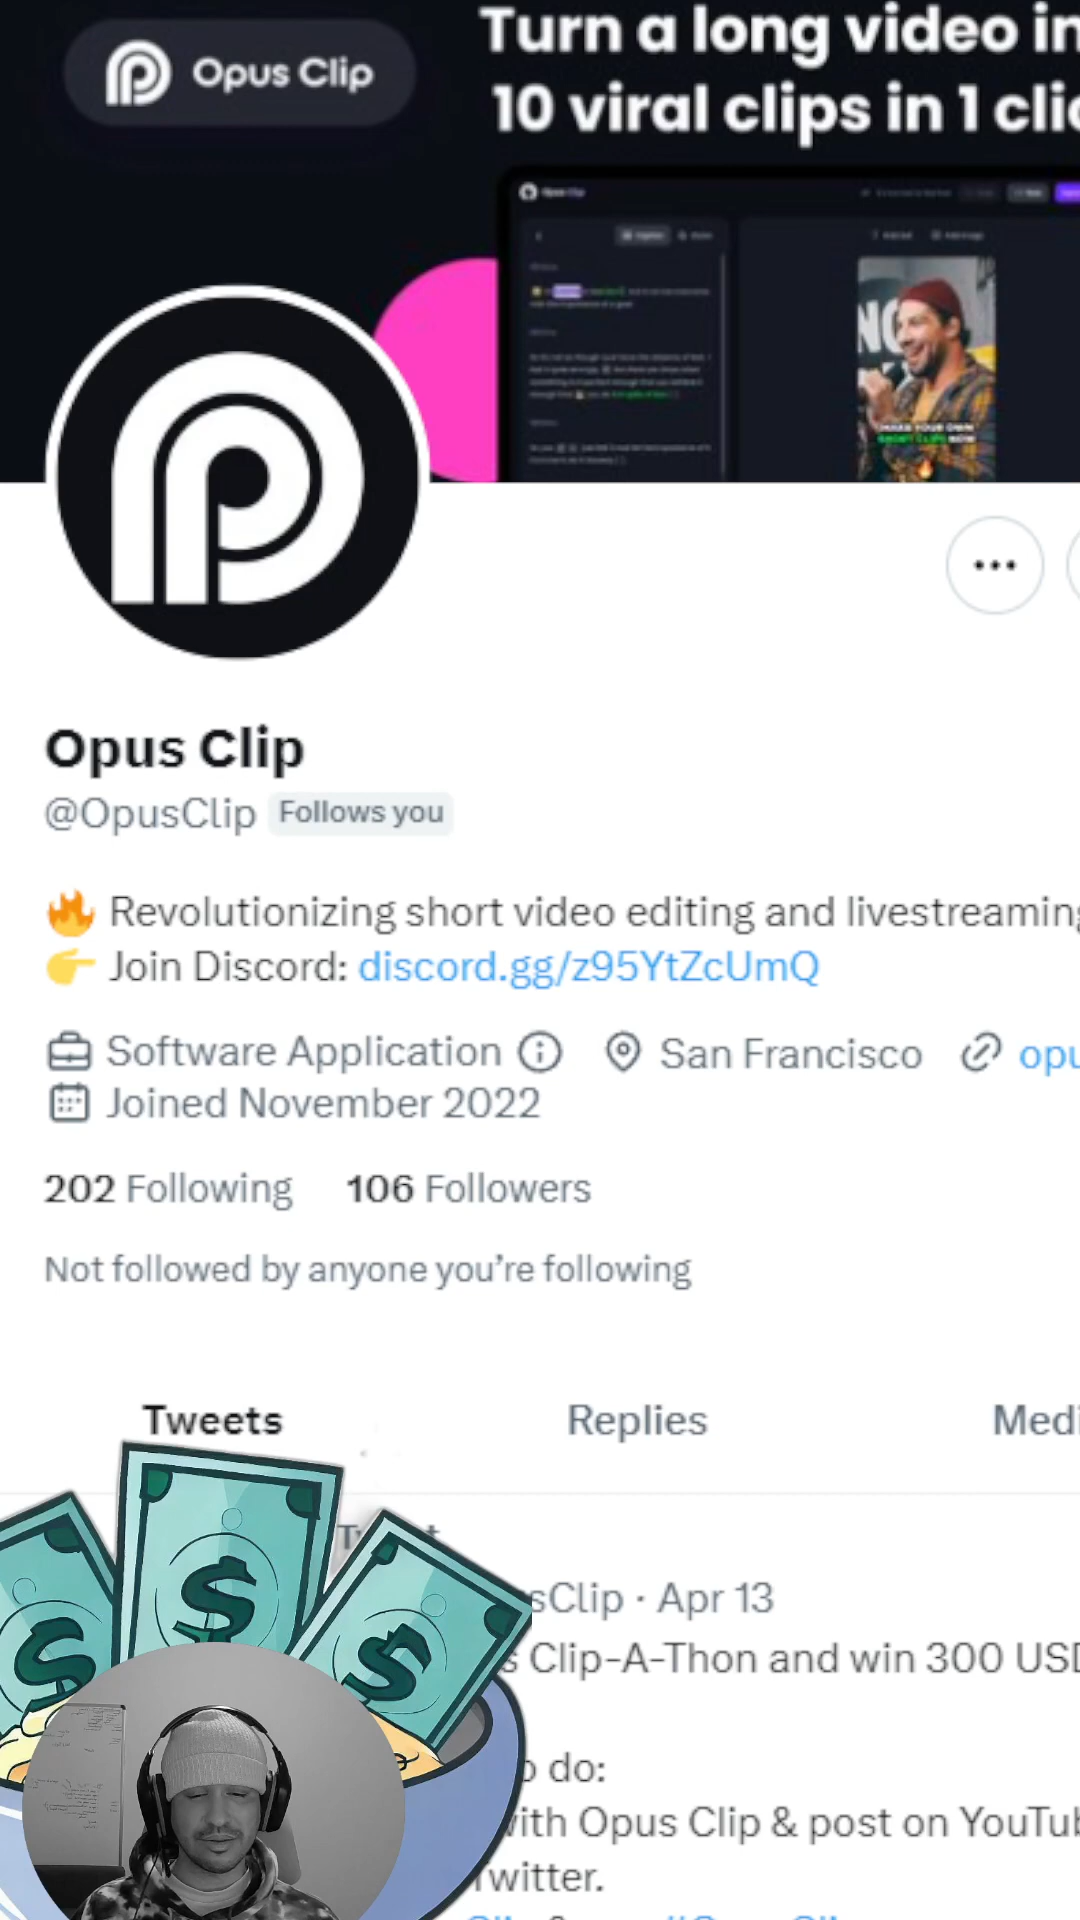 Opus Clip
Turn a long video in
10 viral clips in 1 clic
Opus Clip
@OpusClip Follows you
🔥 Revolutionizing short video editing and livestreaming
👉 Join Discord: discord.gg/z95YtZcUmQ
Software Application San Francisco opu
Joined November 2022
202 Following 106 Followers
Not followed by anyone you’re following
Tweets Replies Medi
sClip · Apr 13
s Clip-A-Thon and win 300 USD
o do:
with Opus Clip & post on YouTub
Twitter.